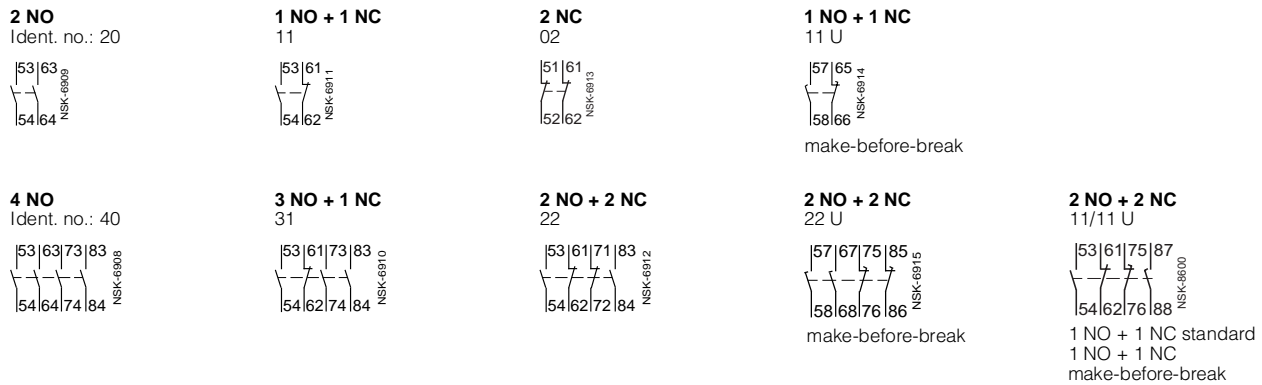 2 NO
Ident. no.: 20
53 63
54 64
NSK-6909
1 NO + 1 NC
11
53 61
54 62
NSK-6911
2 NC
02
51 61
52 62
NSK-6913
1 NO + 1 NC
11 U
57 65
58 66
NSK-6914
make-before-break
4 NO
Ident. no.: 40
53 63 73 83
54 64 74 84
NSK-6908
3 NO + 1 NC
31
53 61 73 83
54 62 74 84
NSK-6910
2 NO + 2 NC
22
53 61 71 83
54 62 72 84
NSK-6912
2 NO + 2 NC
22 U
57 67 75 85
58 68 76 86
NSK-6915
make-before-break
2 NO + 2 NC
11/11 U
53 61 75 87
54 62 76 88
NSK-8600
1 NO + 1 NC standard
1 NO + 1 NC
make-before-break